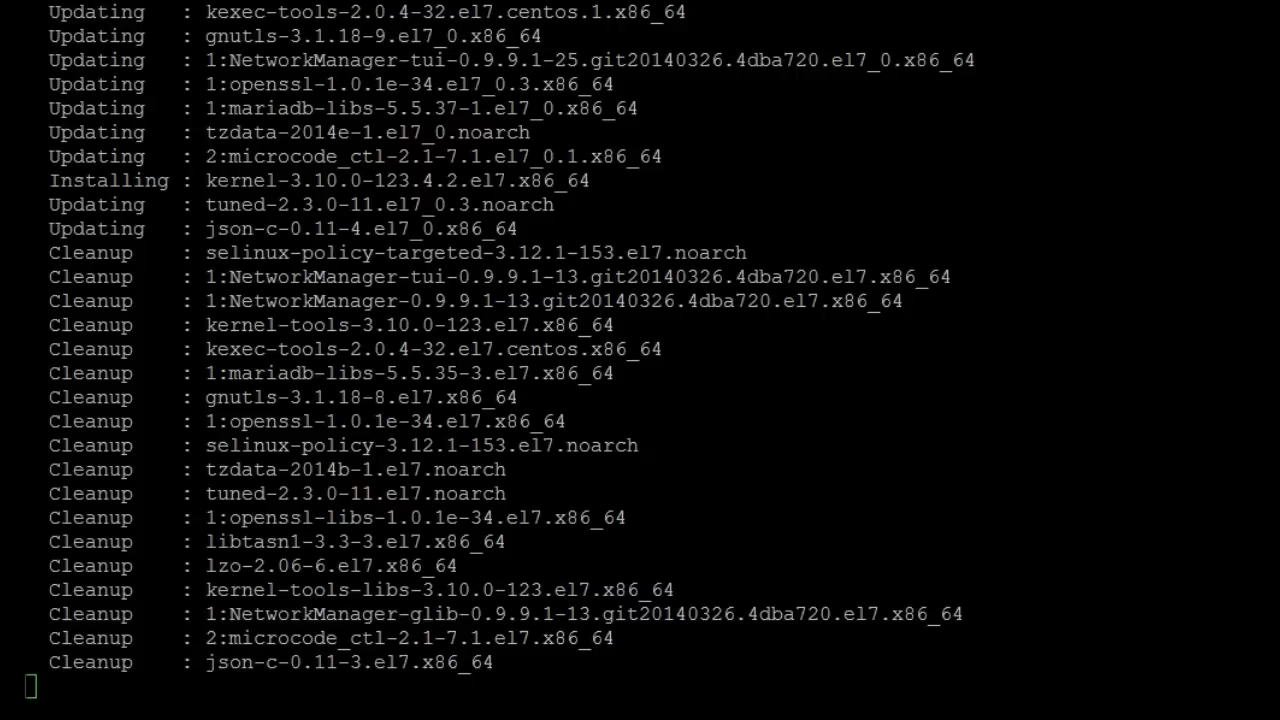 Updating   : kexec-tools-2.0.4-32.el7.centos.1.x86_64
Updating   : gnutls-3.1.18-9.el7_0.x86_64
Updating   : 1:NetworkManager-tui-0.9.9.1-25.git20140326.4dba720.el7_0.x86_64
Updating   : 1:openssl-1.0.1e-34.el7_0.3.x86_64
Updating   : 1:mariadb-libs-5.5.37-1.el7_0.x86_64
Updating   : tzdata-2014e-1.el7_0.noarch
Updating   : 2:microcode_ctl-2.1-7.1.el7_0.1.x86_64
Installing : kernel-3.10.0-123.4.2.el7.x86_64
Updating   : tuned-2.3.0-11.el7_0.3.noarch
Updating   : json-c-0.11-4.el7_0.x86_64
Cleanup    : selinux-policy-targeted-3.12.1-153.el7.noarch
Cleanup    : 1:NetworkManager-tui-0.9.9.1-13.git20140326.4dba720.el7.x86_64
Cleanup    : 1:NetworkManager-0.9.9.1-13.git20140326.4dba720.el7.x86_64
Cleanup    : kernel-tools-3.10.0-123.el7.x86_64
Cleanup    : kexec-tools-2.0.4-32.el7.centos.x86_64
Cleanup    : 1:mariadb-libs-5.5.35-3.el7.x86_64
Cleanup    : gnutls-3.1.18-8.el7.x86_64
Cleanup    : 1:openssl-1.0.1e-34.el7.x86_64
Cleanup    : selinux-policy-3.12.1-153.el7.noarch
Cleanup    : tzdata-2014b-1.el7.noarch
Cleanup    : tuned-2.3.0-11.el7.noarch
Cleanup    : 1:openssl-libs-1.0.1e-34.el7.x86_64
Cleanup    : libtasn1-3.3-3.el7.x86_64
Cleanup    : lzo-2.06-6.el7.x86_64
Cleanup    : kernel-tools-libs-3.10.0-123.el7.x86_64
Cleanup    : 1:NetworkManager-glib-0.9.9.1-13.git20140326.4dba720.el7.x86_64
Cleanup    : 2:microcode_ctl-2.1-7.1.el7.x86_64
Cleanup    : json-c-0.11-3.el7.x86_64